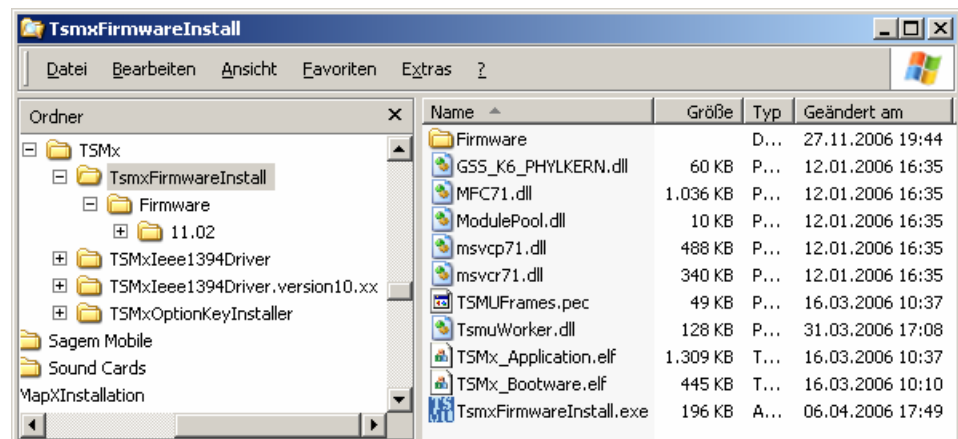 TsmxFirmwareInstall
Datei Bearbeiten Ansicht Favoriten Extras ?
Ordner
TSMx
TsmxFirmwareInstall
Firmware
11.02
TSMxIeee1394Driver
TSMxIeee1394Driver.version10.xx
TSMxOptionKeyInstaller
Sagem Mobile
Sound Cards
MapXInstallation
Name Größe Typ Geändert am
Firmware D... 27.11.2006 19:44
GSS_K6_PHYLKERN.dll 60 KB P... 12.01.2006 16:35
MFC71.dll 1.036 KB P... 12.01.2006 16:35
ModulePool.dll 10 KB P... 12.01.2006 16:35
msvcp71.dll 488 KB P... 12.01.2006 16:35
msvcr71.dll 340 KB P... 12.01.2006 16:35
TSMUFrames.pec 49 KB P... 16.03.2006 10:37
TsmuWorker.dll 128 KB P... 31.03.2006 17:08
TSMx_Application.elf 1.309 KB T... 16.03.2006 10:37
TSMx_Bootware.elf 445 KB T... 16.03.2006 10:10
TS MU TsmxFirmwareInstall.exe 196 KB A... 06.04.2006 17:49